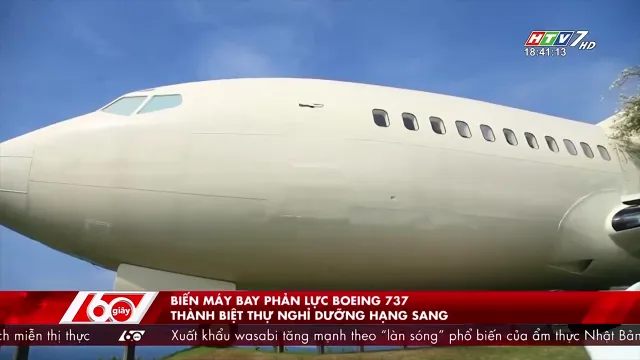 HTV7 HD
18:41:13
60 giây
BIẾN MÁY BAY PHẢN LỰC BOEING 737
THÀNH BIỆT THỰ NGHỈ DƯỠNG HẠNG SANG
ch miễn thị thực 60 Xuất khẩu wasabi tăng mạnh theo “làn sóng” phổ biến của ẩm thực Nhật Bản